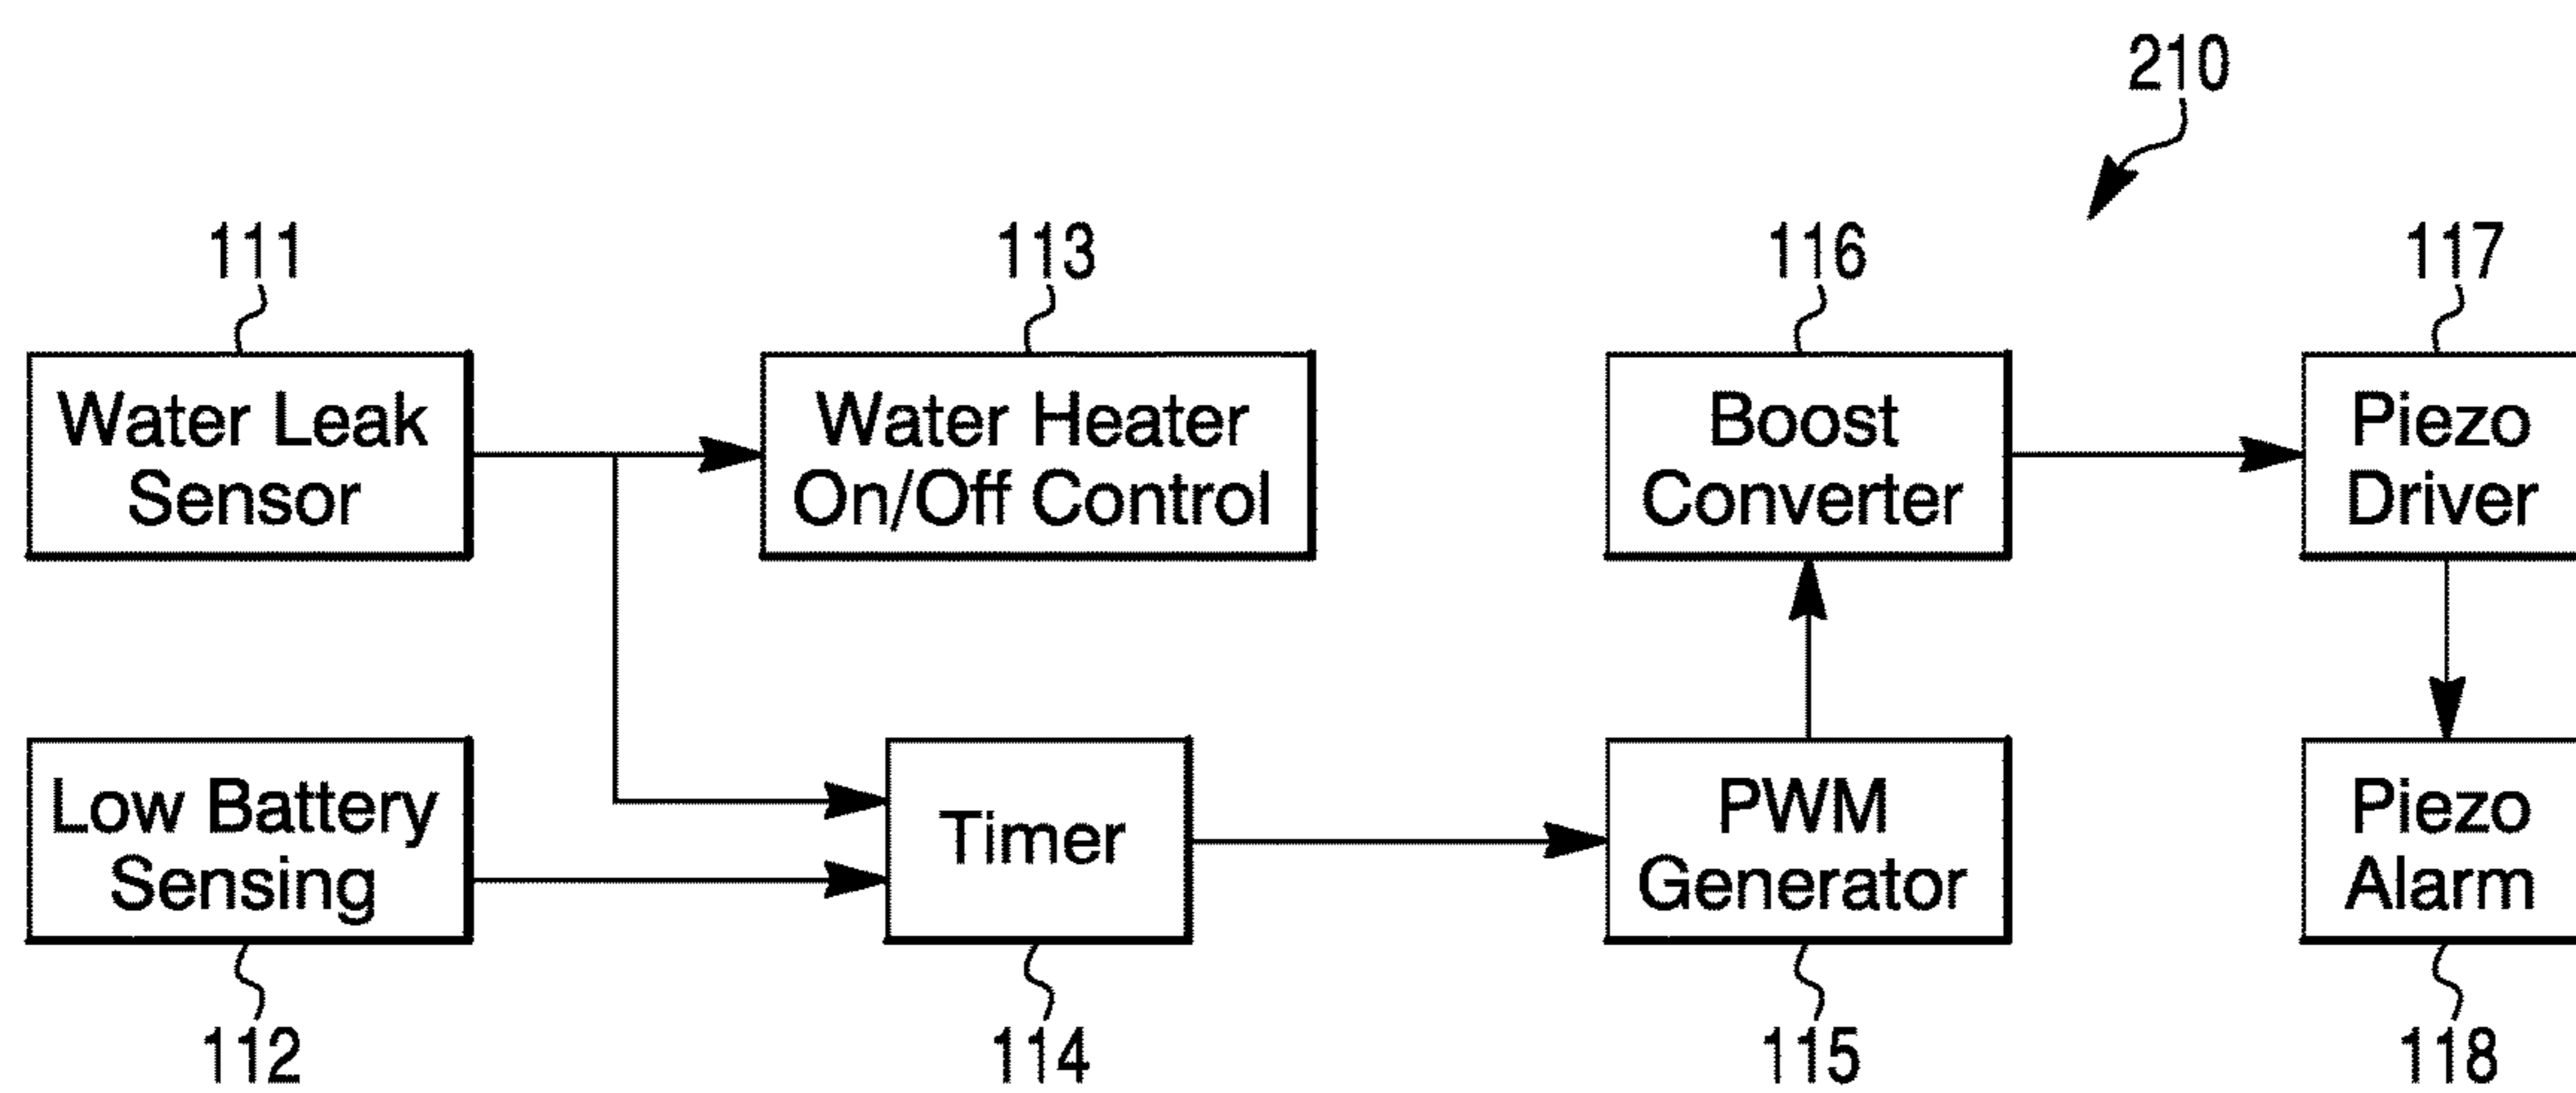 210
111
113
116
117
Water Leak
Sensor
Water Heater
On/Off Control
Boost
Converter
Piezo
Driver
Low Battery
Sensing
Timer
PWM
Generator
Piezo
Alarm
112
114
115
118